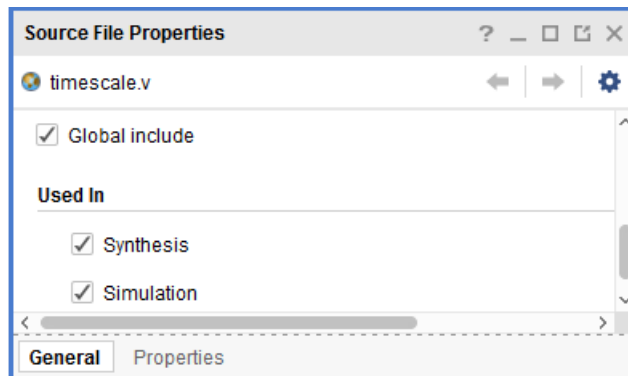 Source File Properties
timescale.v
Global include
Used In
Synthesis
Simulation
General Properties